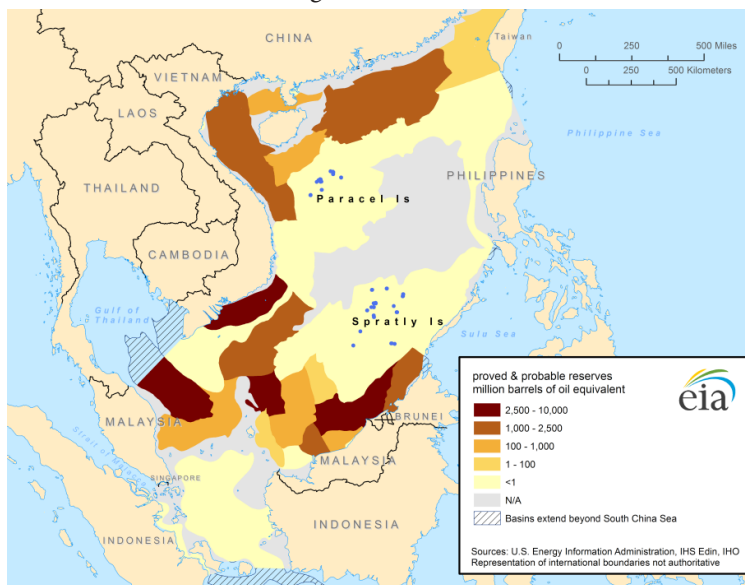 CHINA
Taiwan
0 250 500 Miles
0 250 500 Kilometers
VIETNAM
LAOS
Philippine Sea
THAILAND
PHILIPPINES
Paracel Is
CAMBODIA
Gulf of
Thailand
Spratly Is
Sulu Sea
proved & probable reserves
million barrels of oil equivalent
eia
2,500 - 10,000
1,000 - 2,500
100 - 1,000
1 - 100
<1
N/A
Basins extend beyond South China Sea
Sources: U.S. Energy Information Administration, IHS Edin, IHO
Representation of international boundaries not authoritative
MALAYSIA
BRUNEI
Strait of
MALAYSIA
SINGAPORE
INDONESIA
INDONESIA